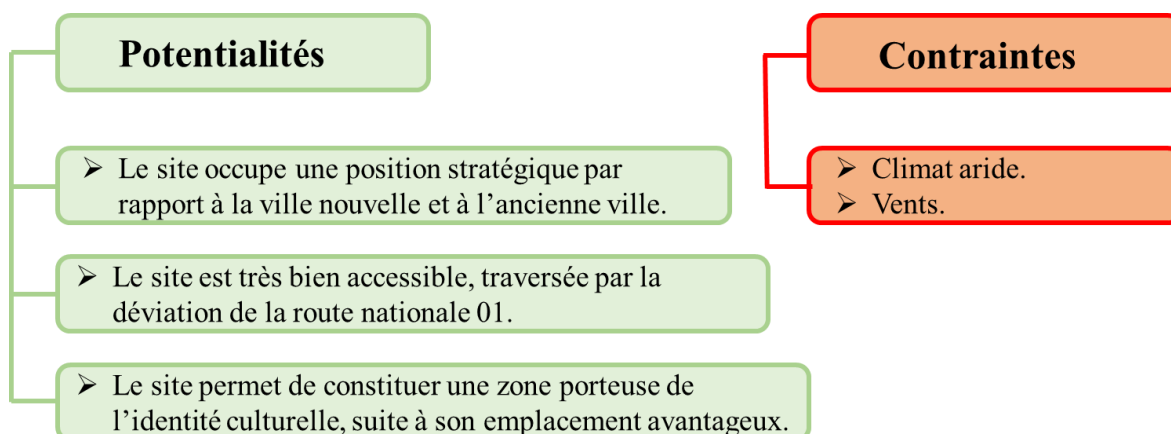 Potentialités
➢ Le site occupe une position stratégique par
rapport à la ville nouvelle et à l’ancienne ville.
➢ Le site est très bien accessible, traversée par la
déviation de la route nationale 01.
➢ Le site permet de constituer une zone porteuse de
l’identité culturelle, suite à son emplacement avantageux.
Contraintes
➢ Climat aride.
➢ Vents.